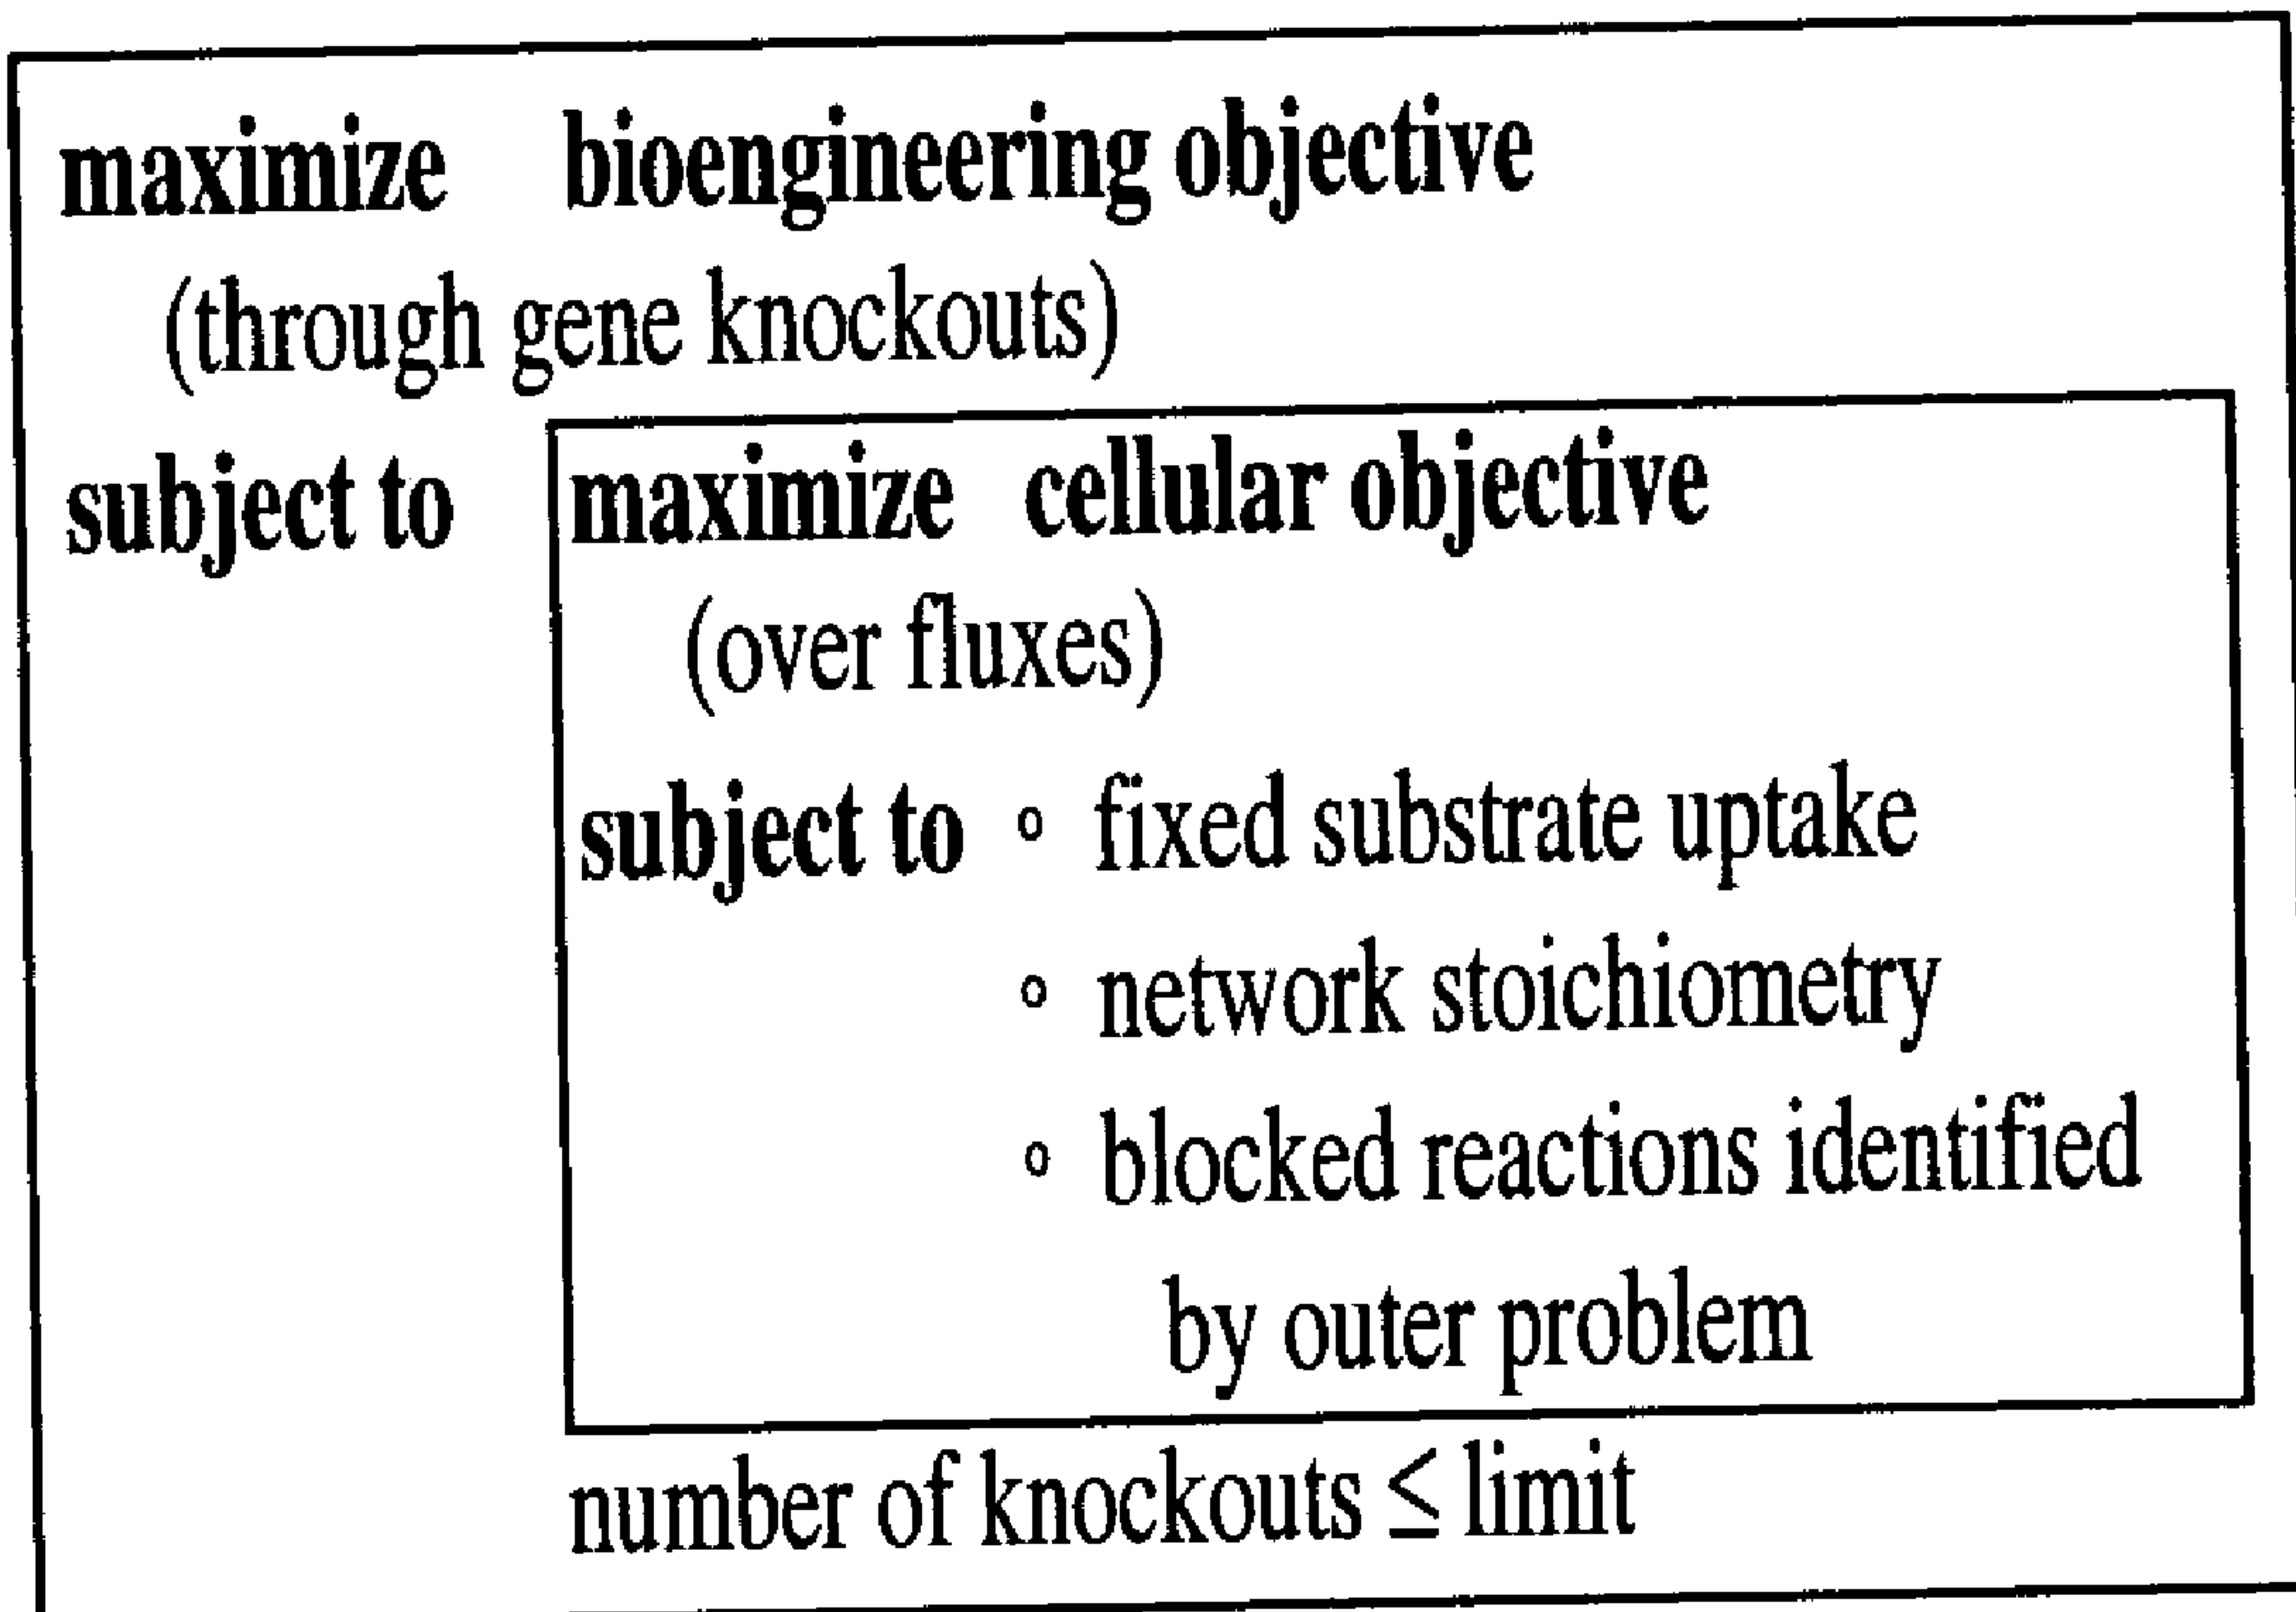 maximize bioengineering objective
(through gene knockouts)
subject to maximize cellular objective
(over fluxes)
subject to ∘ fixed substrate uptake
∘ network stoichiometry
∘ blocked reactions identified
by outer problem
number of knockouts ≤ limit